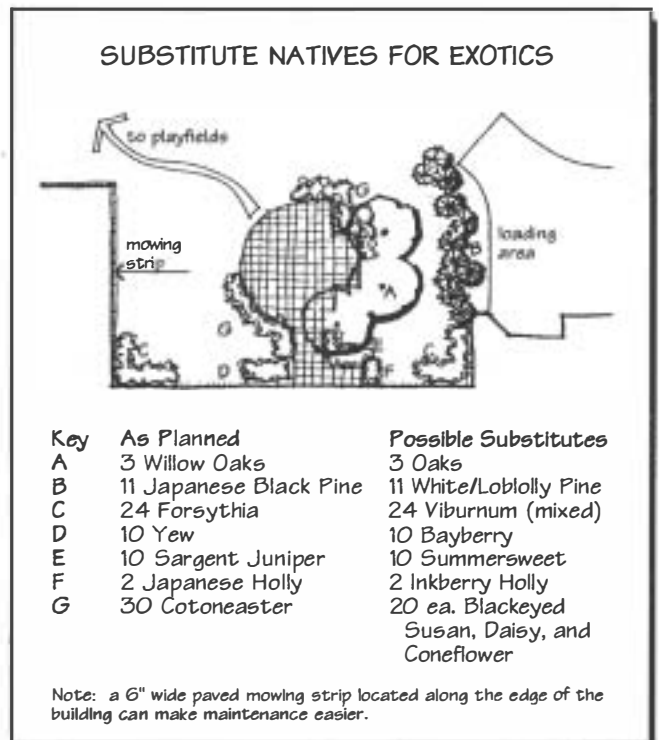 SUBSTITUTE NATIVES FOR EXOTICS
to playfields
G
mowing
strip
loading
area
B
A
G
C
D
E
F
C
Key As Planned Possible Substitutes
A 3 Willow Oaks 3 Oaks
B 11 Japanese Black Pine 11 White/Loblolly Pine
C 24 Forsythia 24 Viburnum (mixed)
D 10 Yew 10 Bayberry
E 10 Sargent Juniper 10 Summersweet
F 2 Japanese Holly 2 Inkberry Holly
G 30 Cotoneaster 20 ea. Blackeyed
Susan, Daisy, and
Coneflower
Note: a 6" wide paved mowing strip located along the edge of the
building can make maintenance easier.